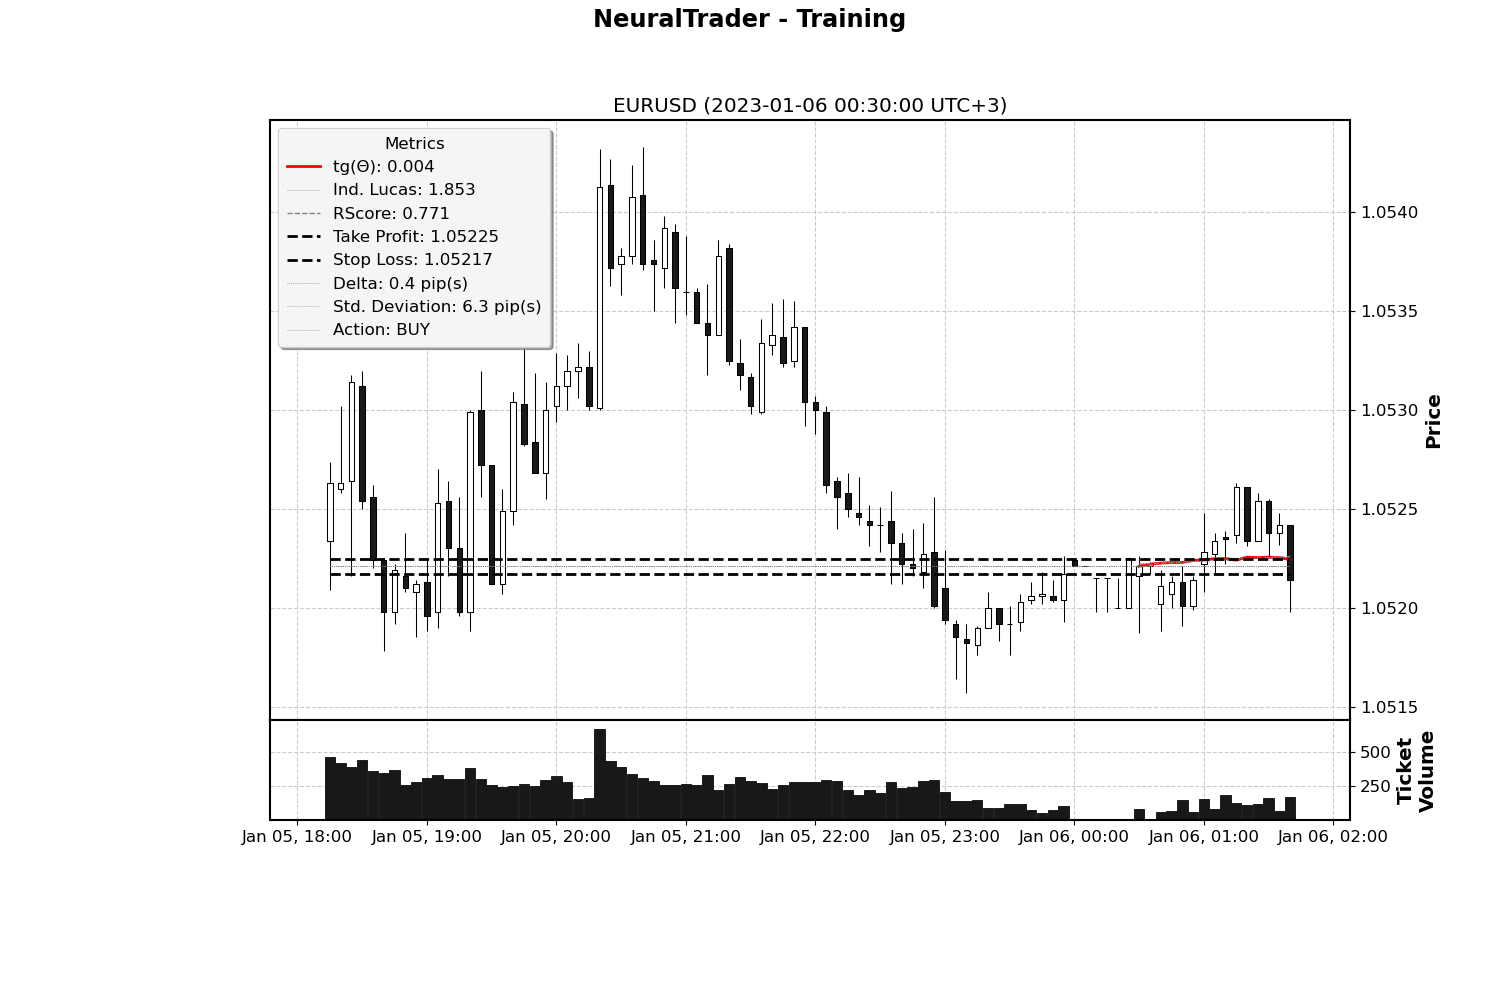 NeuralTrader - Training
EURUSD (2023-01-06 00:30:00 UTC+3)
Metrics
tg(Θ): 0.004
Ind. Lucas: 1.853
RScore: 0.771
Take Profit: 1.05225
Stop Loss: 1.05217
Delta: 0.4 pip(s)
Std. Deviation: 6.3 pip(s)
Action: BUY
1.0540
1.0535
1.0530
1.0525
1.0520
1.0515
Price
500
250
Ticket
Volume
Jan 05, 18:00
Jan 05, 19:00
Jan 05, 20:00
Jan 05, 21:00
Jan 05, 22:00
Jan 05, 23:00
Jan 06, 00:00
Jan 06, 01:00
Jan 06, 02:00